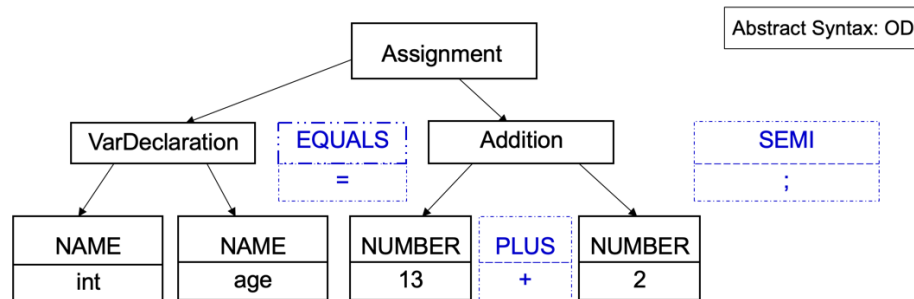 Abstract Syntax: OD
Assignment
VarDeclaration
EQUALS
=
Addition
SEMI
;
NAME
int
NAME
age
NUMBER
13
PLUS
+
NUMBER
2